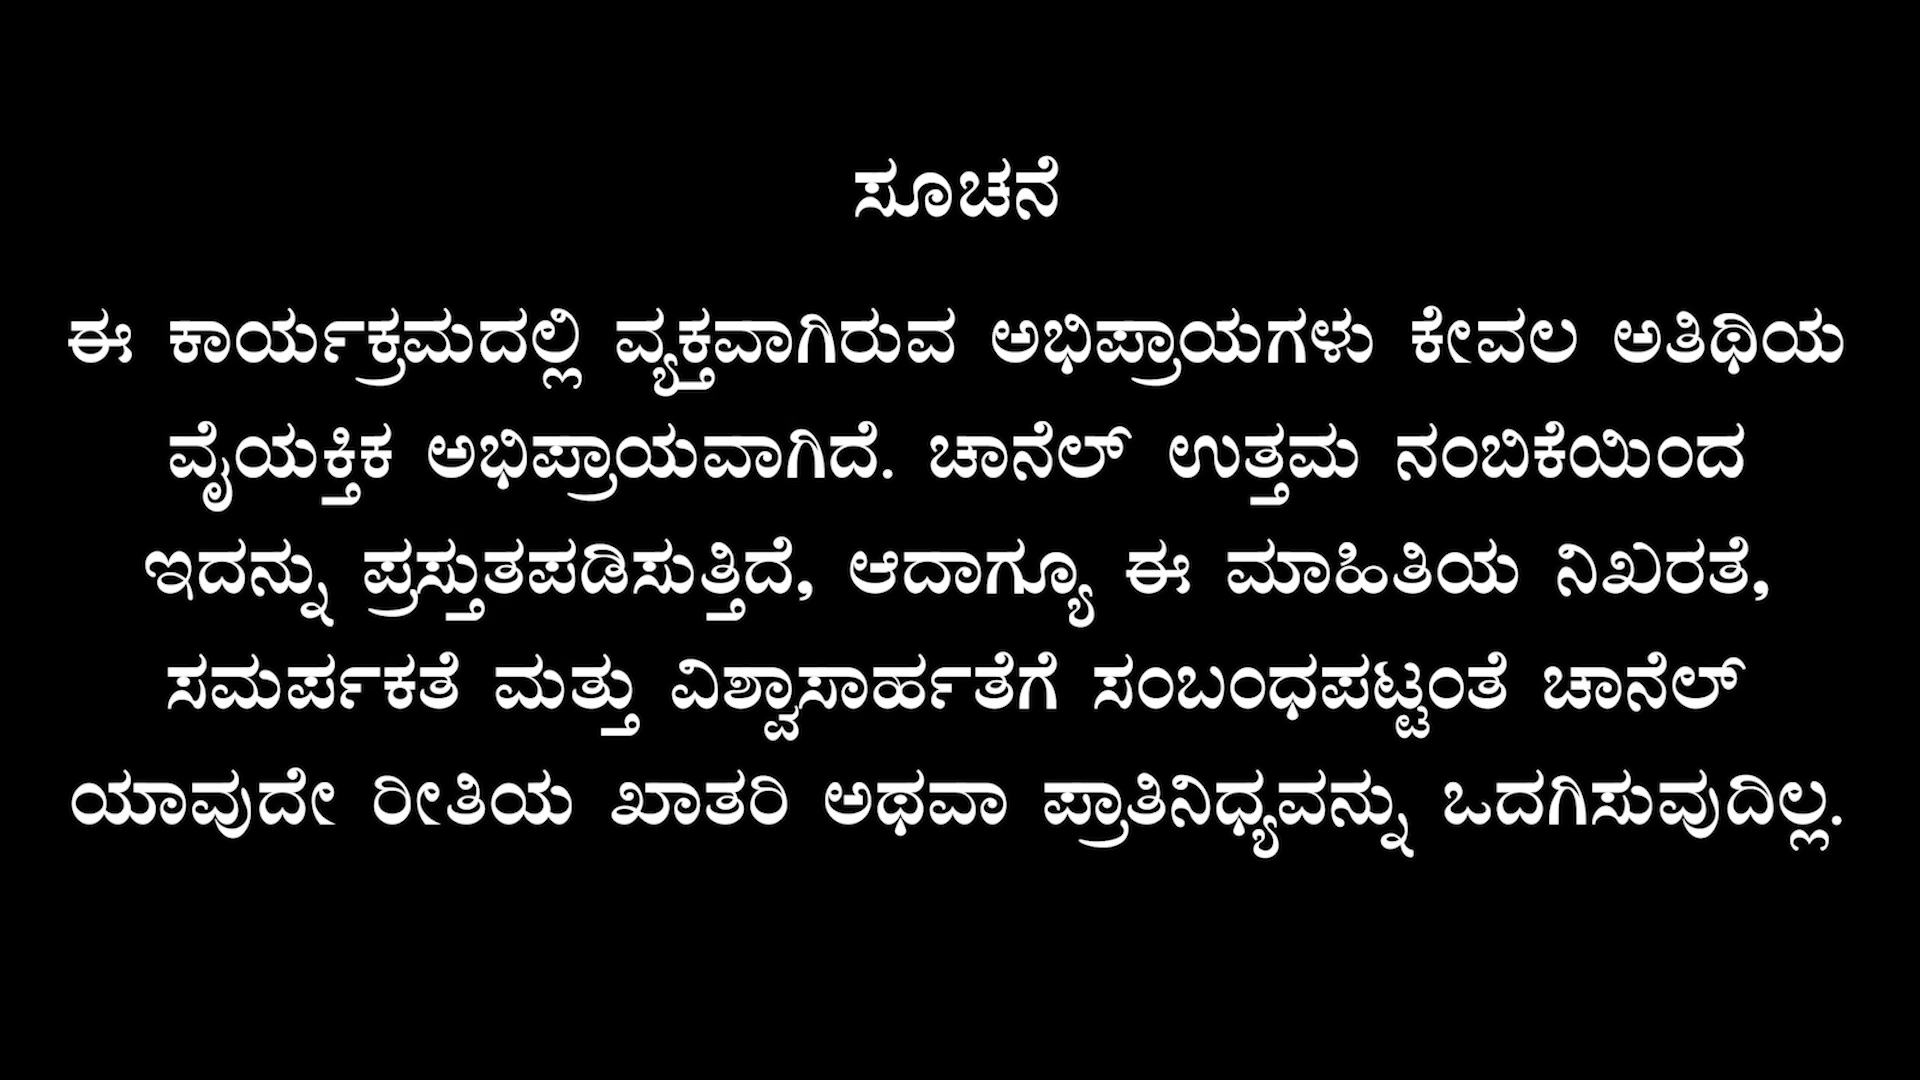 ಸೂಚನೆ
ಈ ಕಾರ್ಯಕ್ರಮದಲ್ಲಿ ವ್ಯಕ್ತವಾಗಿರುವ ಅಭಿಪ್ರಾಯಗಳು ಕೇವಲ ಅತಿಥಿಯ
ವೈಯಕ್ತಿಕ ಅಭಿಪ್ರಾಯವಾಗಿದೆ. ಚಾನೆಲ್ ಉತ್ತಮ ನಂಬಿಕೆಯಿಂದ
ಇದನ್ನು ಪ್ರಸ್ತುತಪಡಿಸುತ್ತಿದೆ, ಆದಾಗ್ಯೂ ಈ ಮಾಹಿತಿಯ ನಿಖರತೆ,
ಸಮರ್ಪಕತೆ ಮತ್ತು ವಿಶ್ವಾಸಾರ್ಹತೆಗೆ ಸಂಬಂಧಪಟ್ಟಂತೆ ಚಾನೆಲ್
ಯಾವುದೇ ರೀತಿಯ ಖಾತರಿ ಅಥವಾ ಪ್ರಾತಿನಿಧ್ಯವನ್ನು ಒದಗಿಸುವುದಿಲ್ಲ.